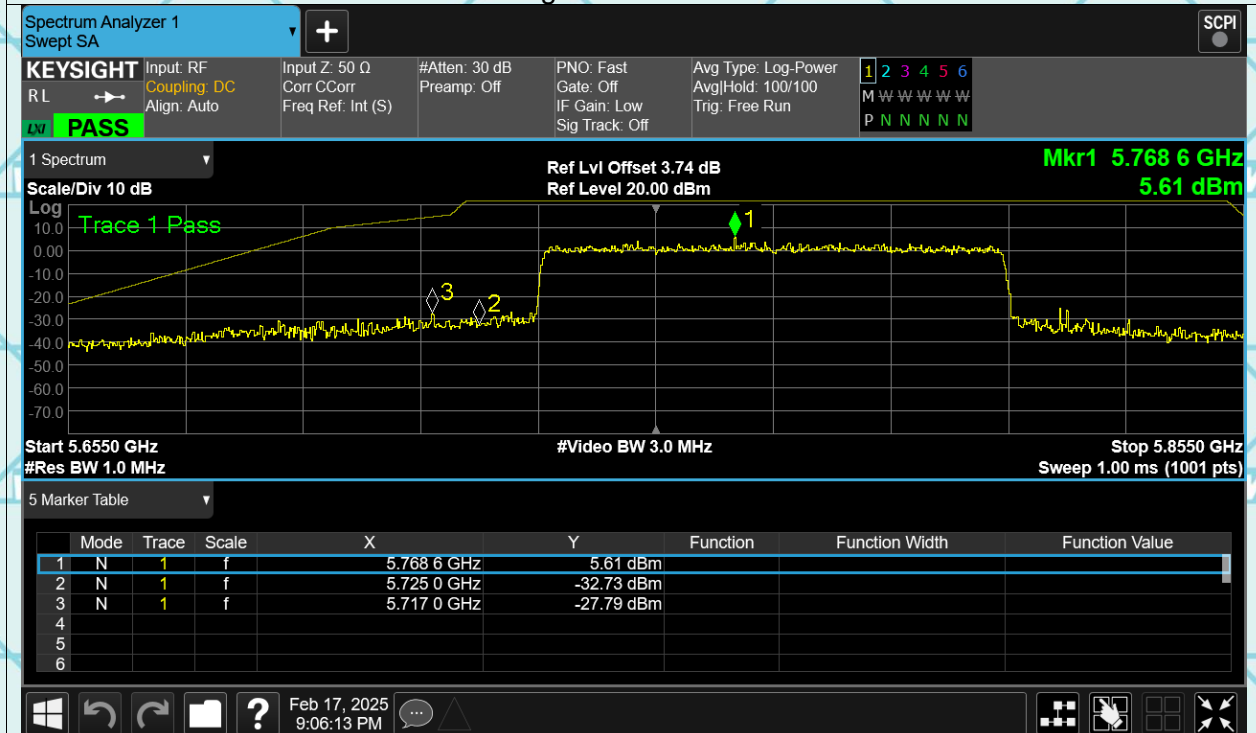 Spectrum Analyzer 1
Swept SA
+
SCPI
KEYSIGHT
RL
LXI PASS
Input: RF
Coupling: DC
Align: Auto
Input Z: 50 Ω
Corr CCorr
Freq Ref: Int (S)
#Atten: 30 dB
Preamp: Off
PNO: Fast
Gate: Off
IF Gain: Low
Sig Track: Off
Avg Type: Log-Power
Avg|Hold: 100/100
Trig: Free Run
1 2 3 4 5 6
M W W W W W
P N N N N N
1 Spectrum
Scale/Div 10 dB
Ref Lvl Offset 3.74 dB
Ref Level 20.00 dBm
Mkr1 5.768 6 GHz
5.61 dBm
Log
Trace 1 Pass
10.0
0.00
-10.0
-20.0
-30.0
-40.0
-50.0
-60.0
-70.0
1
3
2
Start 5.6550 GHz
#Video BW 3.0 MHz
Stop 5.8550 GHz
#Res BW 1.0 MHz
Sweep 1.00 ms (1001 pts)
5 Marker Table
Mode Trace Scale X Y Function Function Width Function Value
1 N 1 f 5.768 6 GHz 5.61 dBm
2 N 1 f 5.725 0 GHz -32.73 dBm
3 N 1 f 5.717 0 GHz -27.79 dBm
4
5
6
?
Feb 17, 2025
9:06:13 PM